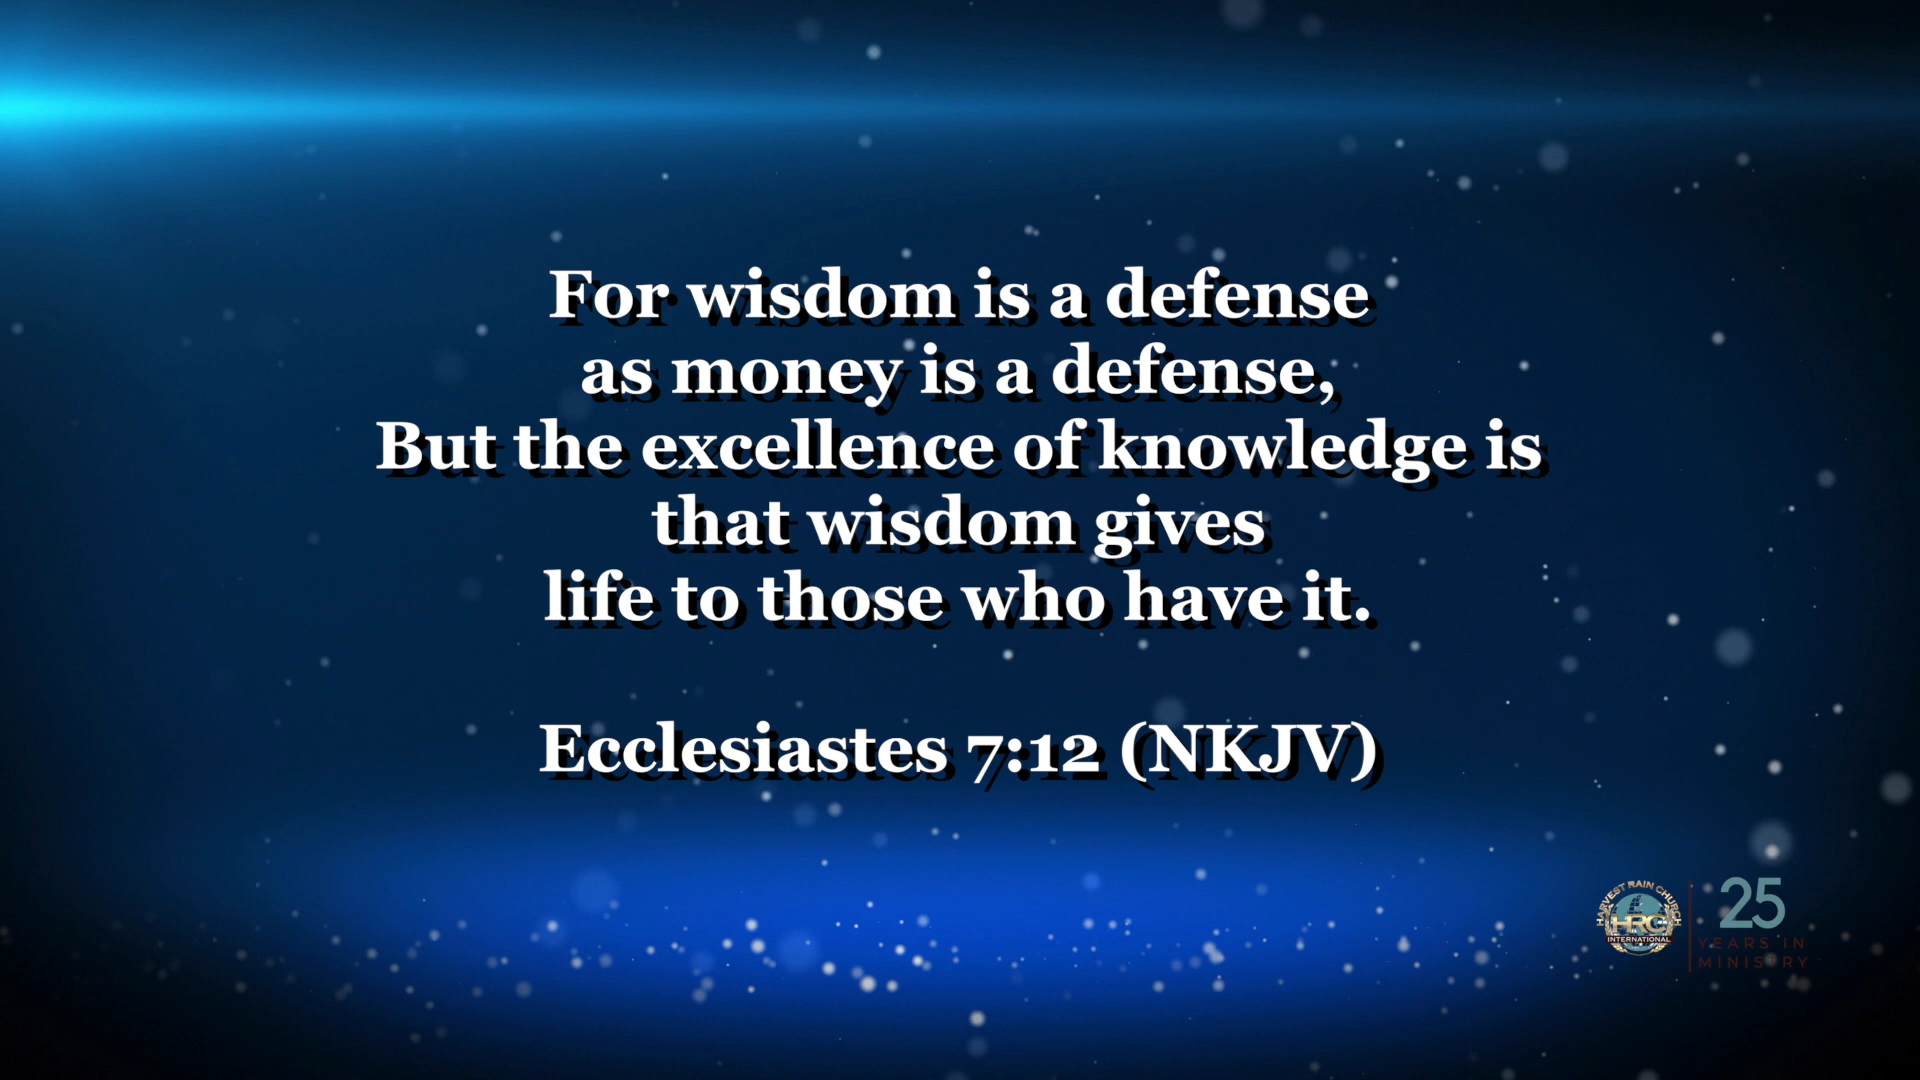 For wisdom is a defense
as money is a defense,
But the excellence of knowledge is
that wisdom gives
life to those who have it.
Ecclesiastes 7:12 (NKJV)
HARVEST RAIN CHURCH
HRC
INTERNATIONAL
25
YEARS IN
MINISTRY